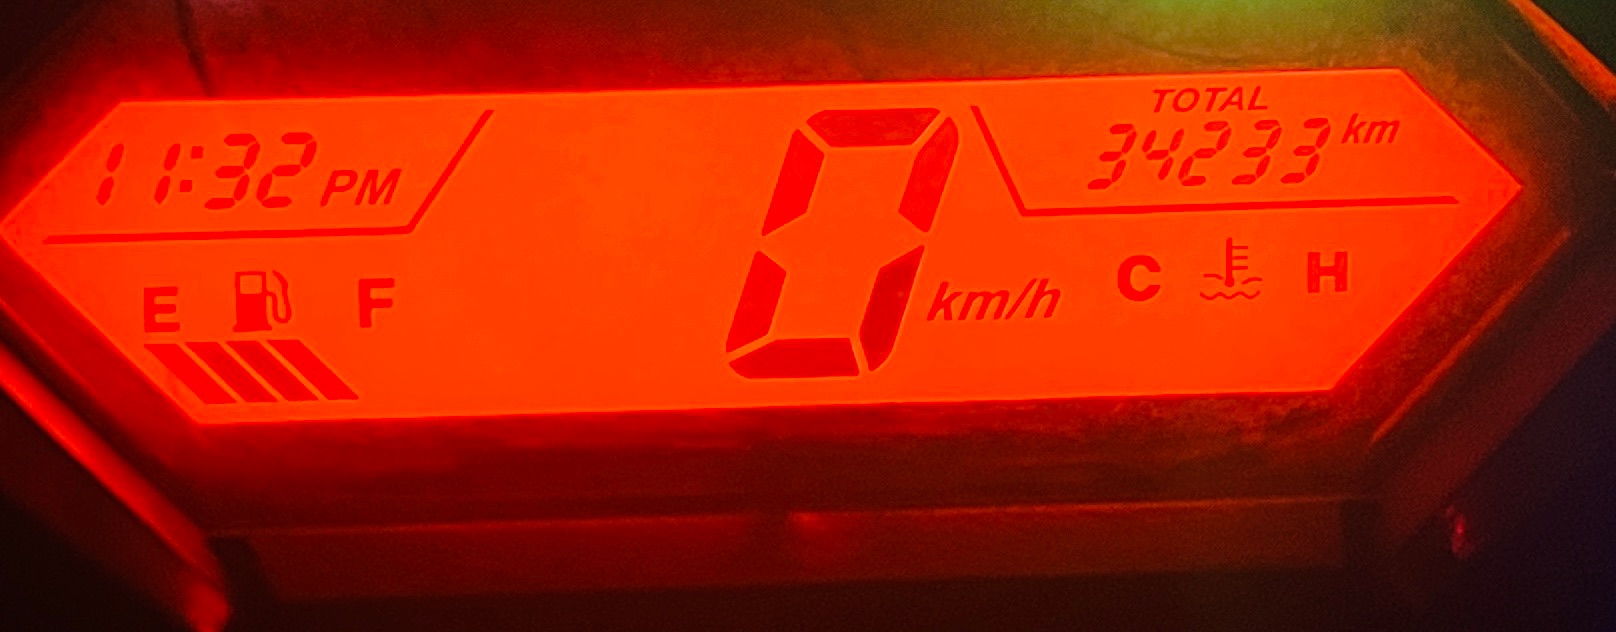 TOTAL
11:32 PM
34233 km
0 km/h
E F
C H